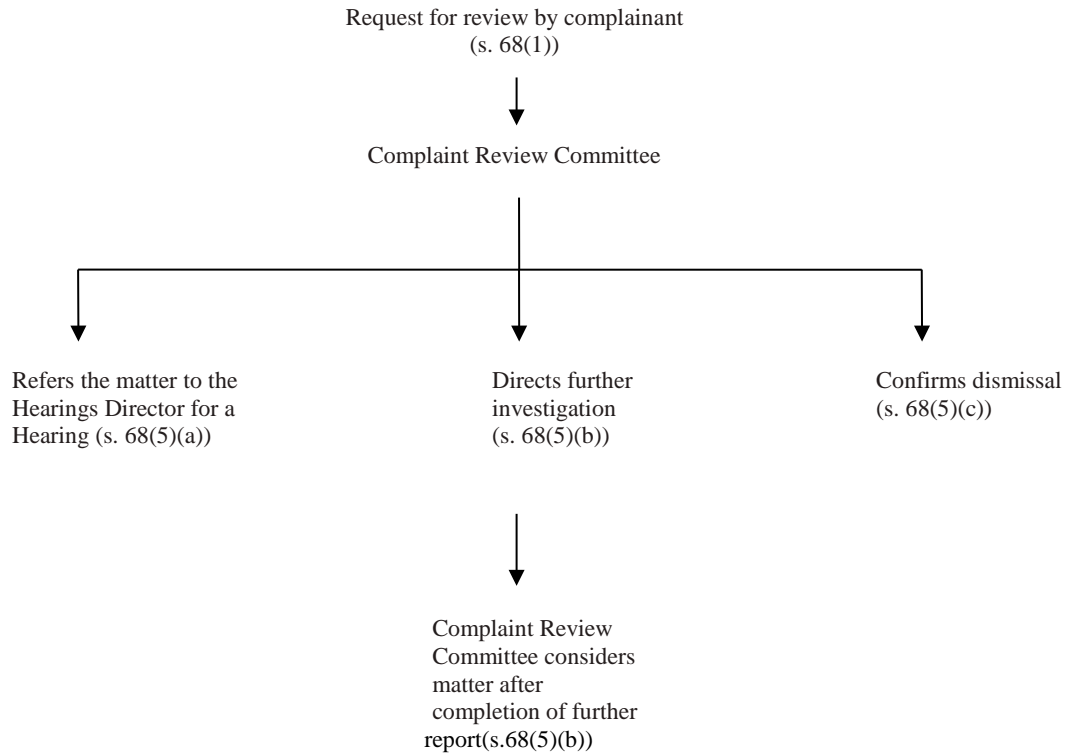 Request for review by complainant
(s. 68(1))
Complaint Review Committee
Refers the matter to the
Hearings Director for a
Hearing (s. 68(5)(a))
Directs further
investigation
(s. 68(5)(b))
Confirms dismissal
(s. 68(5)(c))
Complaint Review
Committee considers
matter after
completion of further
report(s.68(5)(b))